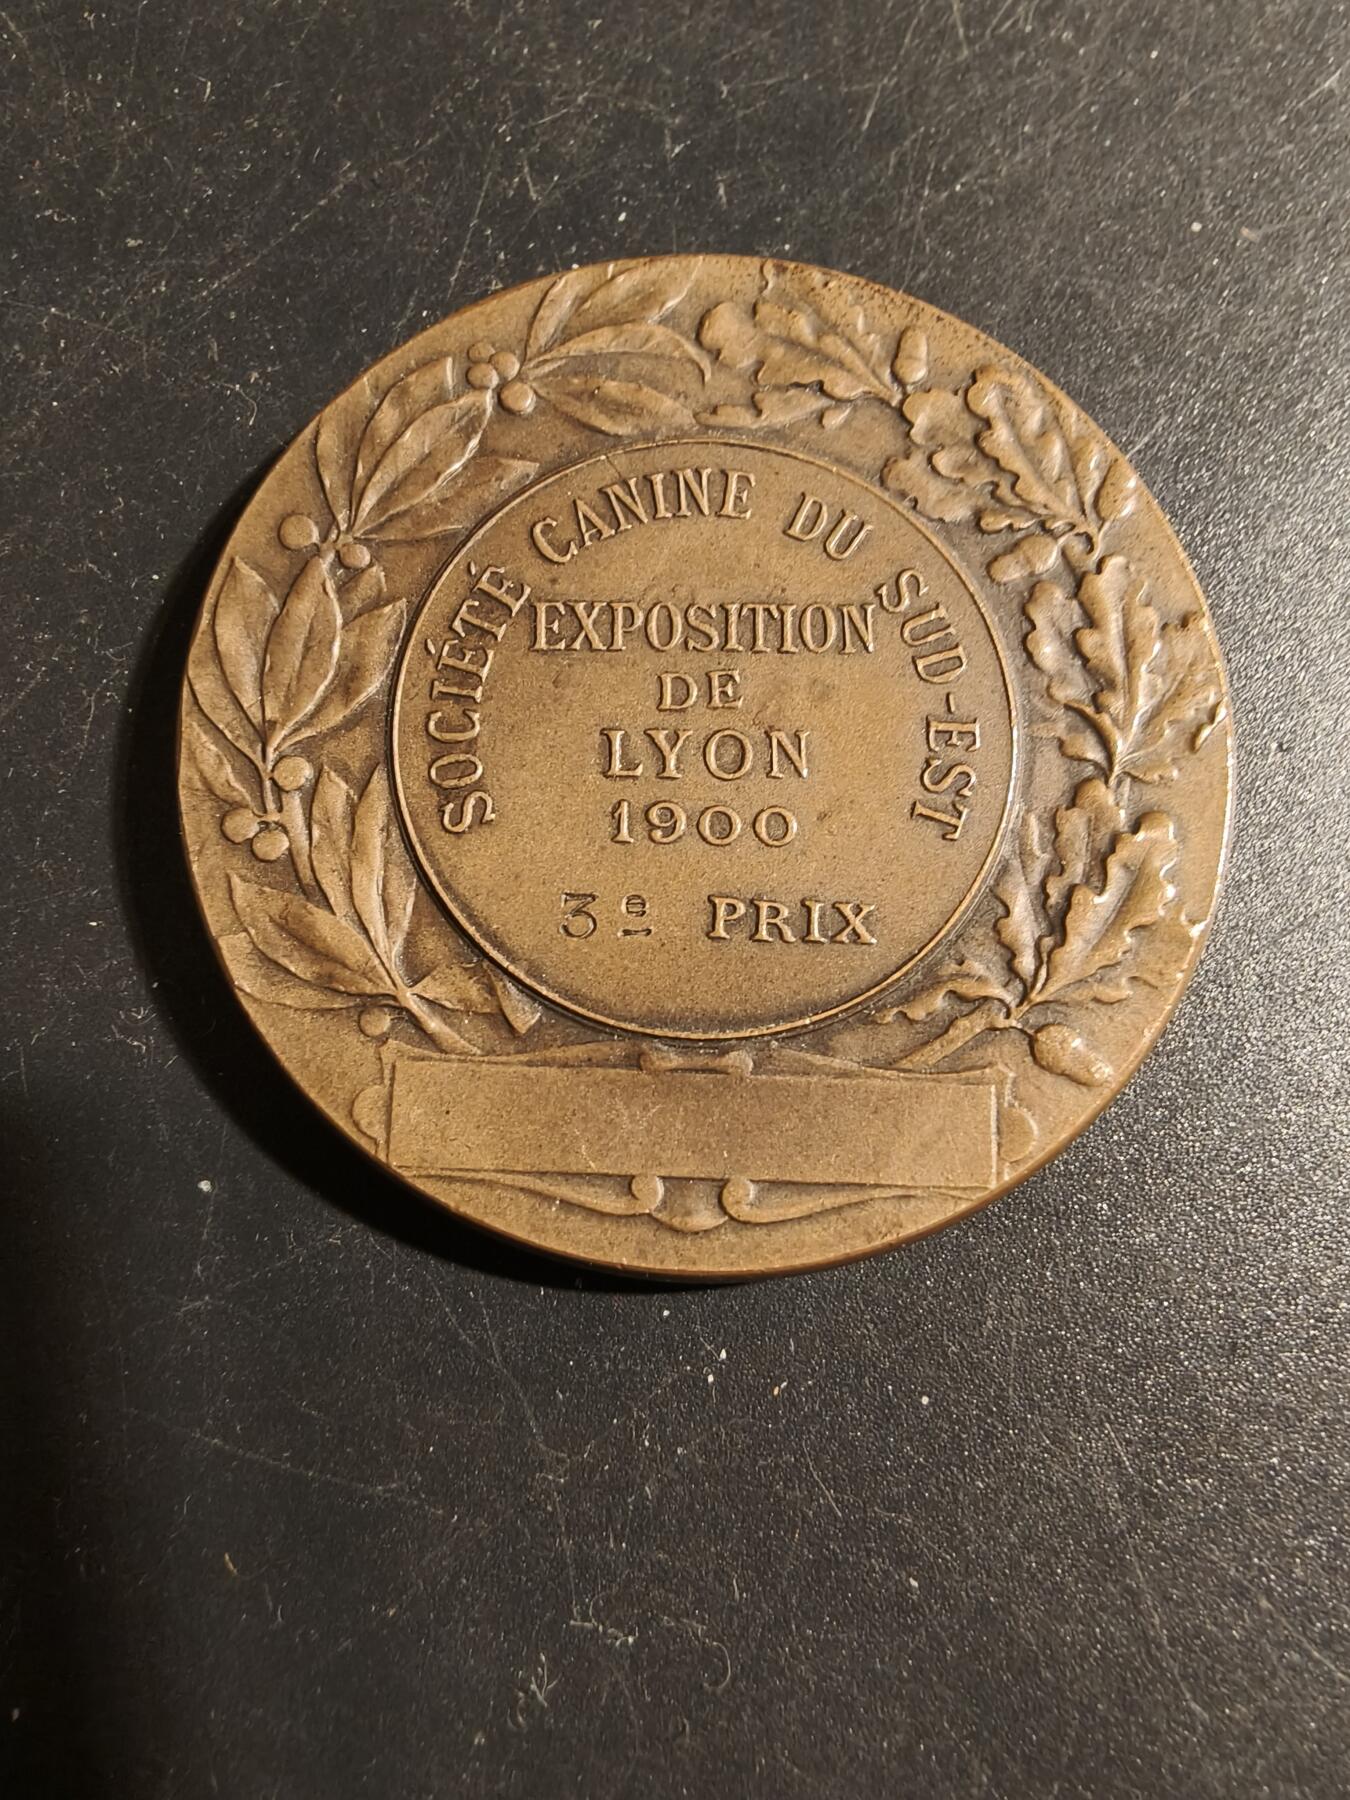 SOCIÉTÉ CANINE DU SUD-EST
EXPOSITION
DE
LYON
1900
3e PRIX